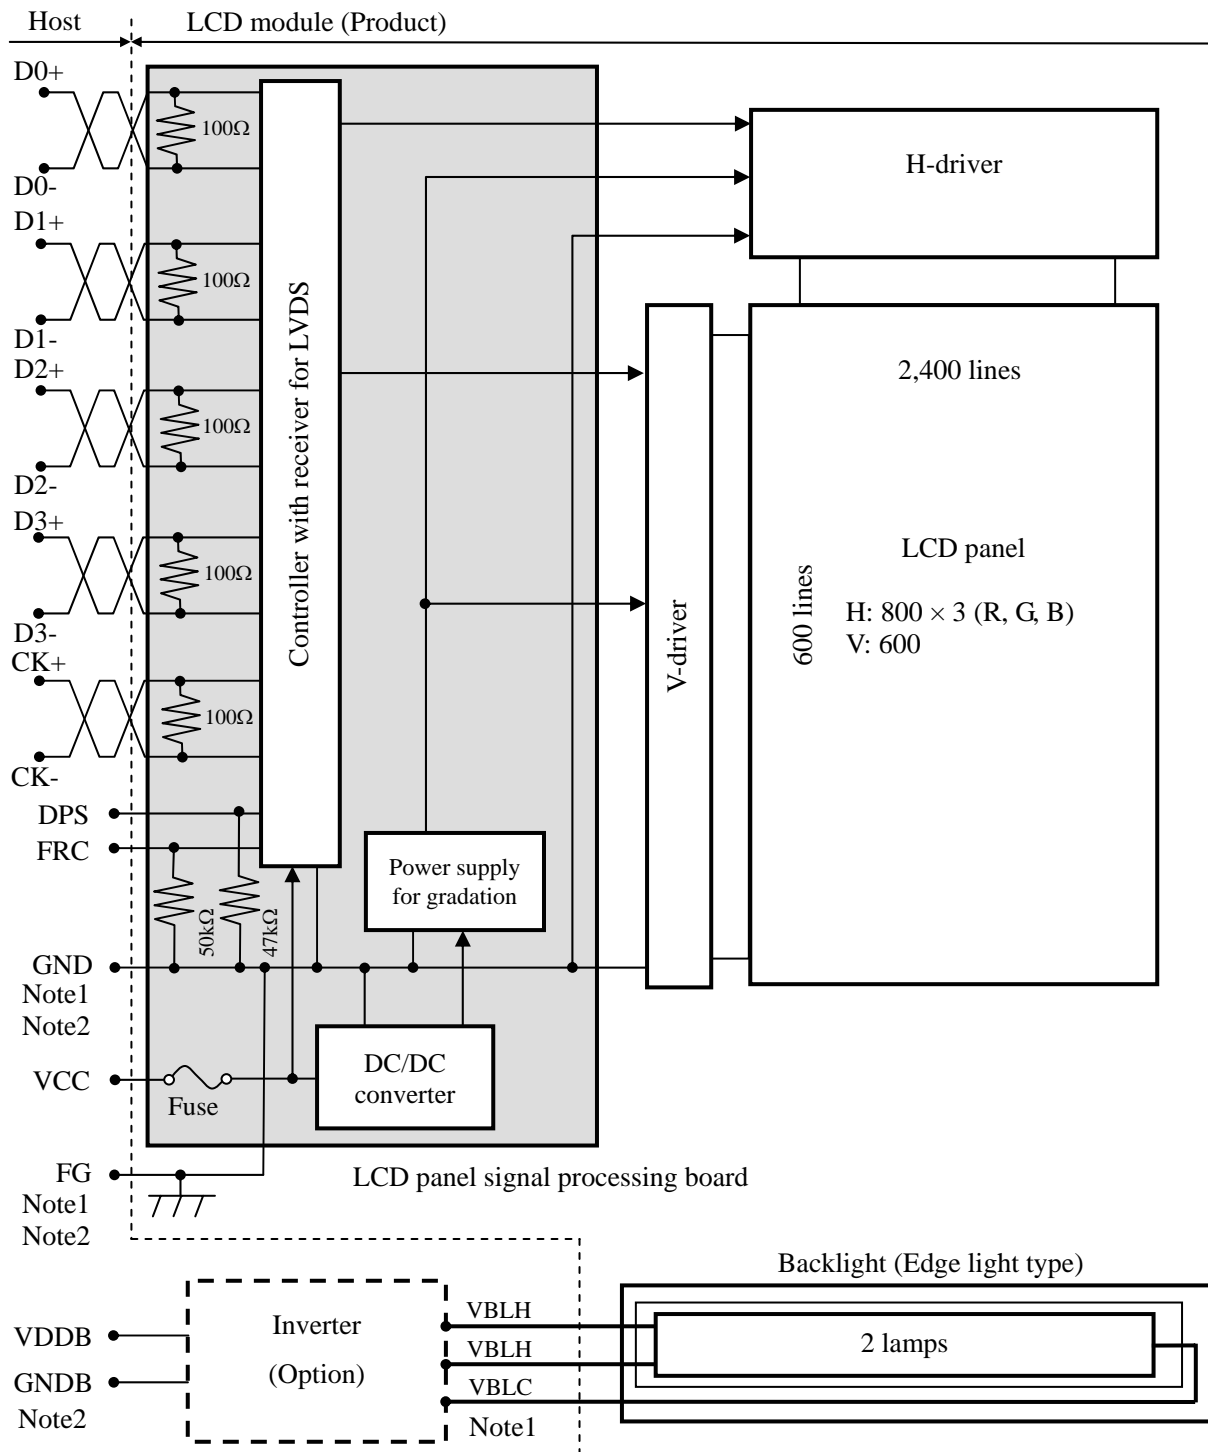 Host
LCD module (Product)
D0+
100Ω
D0-
D1+
100Ω
D1-
D2+
100Ω
D2-
D3+
100Ω
D3-
CK+
100Ω
CK-
DPS
FRC
50kΩ
47kΩ
GND
Note1
Note2
VCC
Fuse
FG
Note1
Note2
Controller with receiver for LVDS
Power supply
for gradation
DC/DC
converter
LCD panel signal processing board
H-driver
V-driver
2,400 lines
600 lines
LCD panel
H: 800 × 3 (R, G, B)
V: 600
Backlight (Edge light type)
VDDB
GNDB
Note2
Inverter
(Option)
VBLH
VBLH
VBLC
Note1
2 lamps